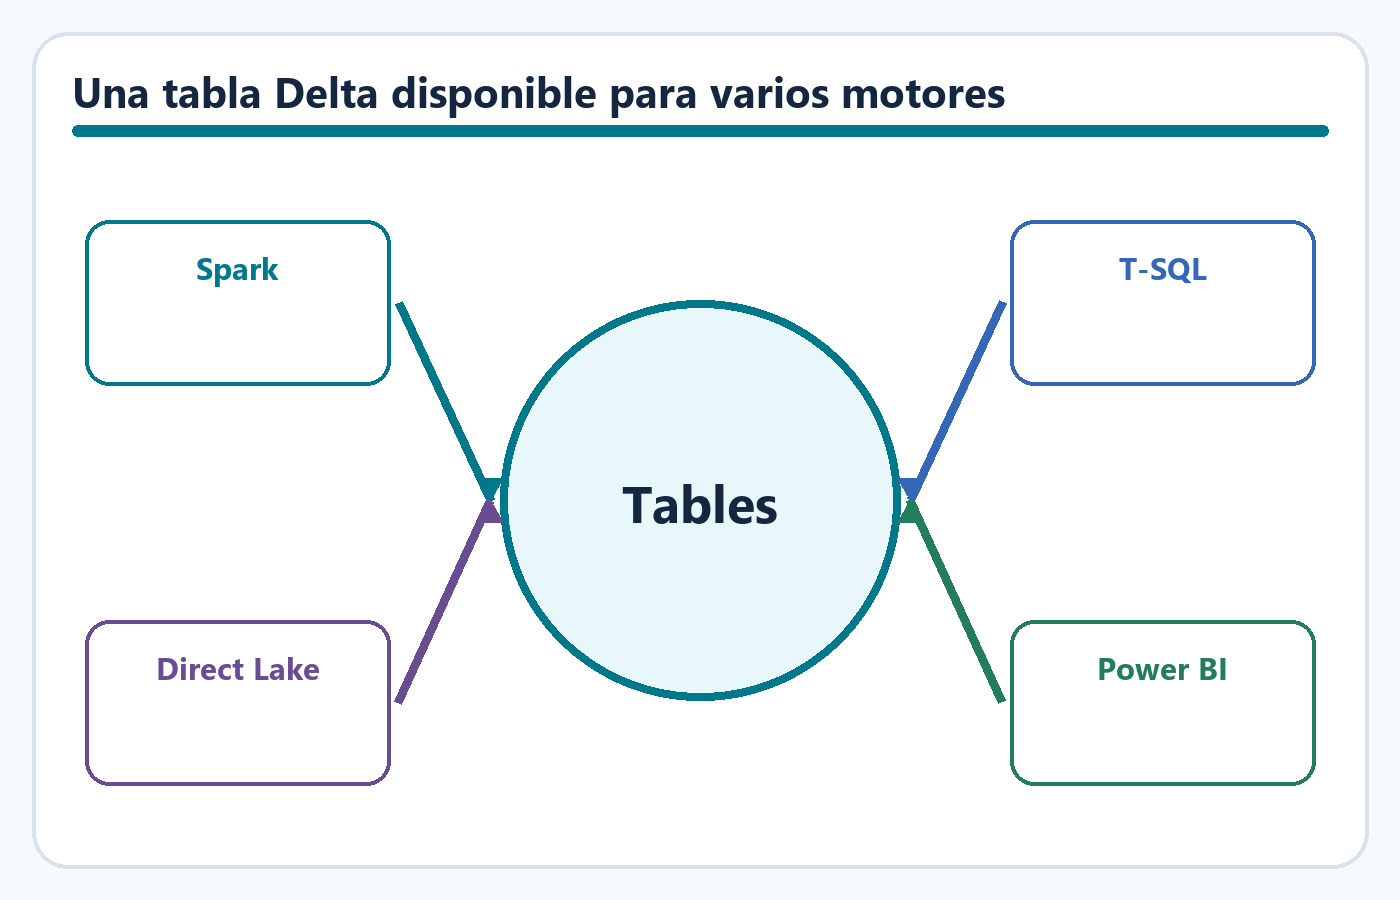 Una tabla Delta disponible para varios motores
Spark
T-SQL
Tables
Direct Lake
Power BI